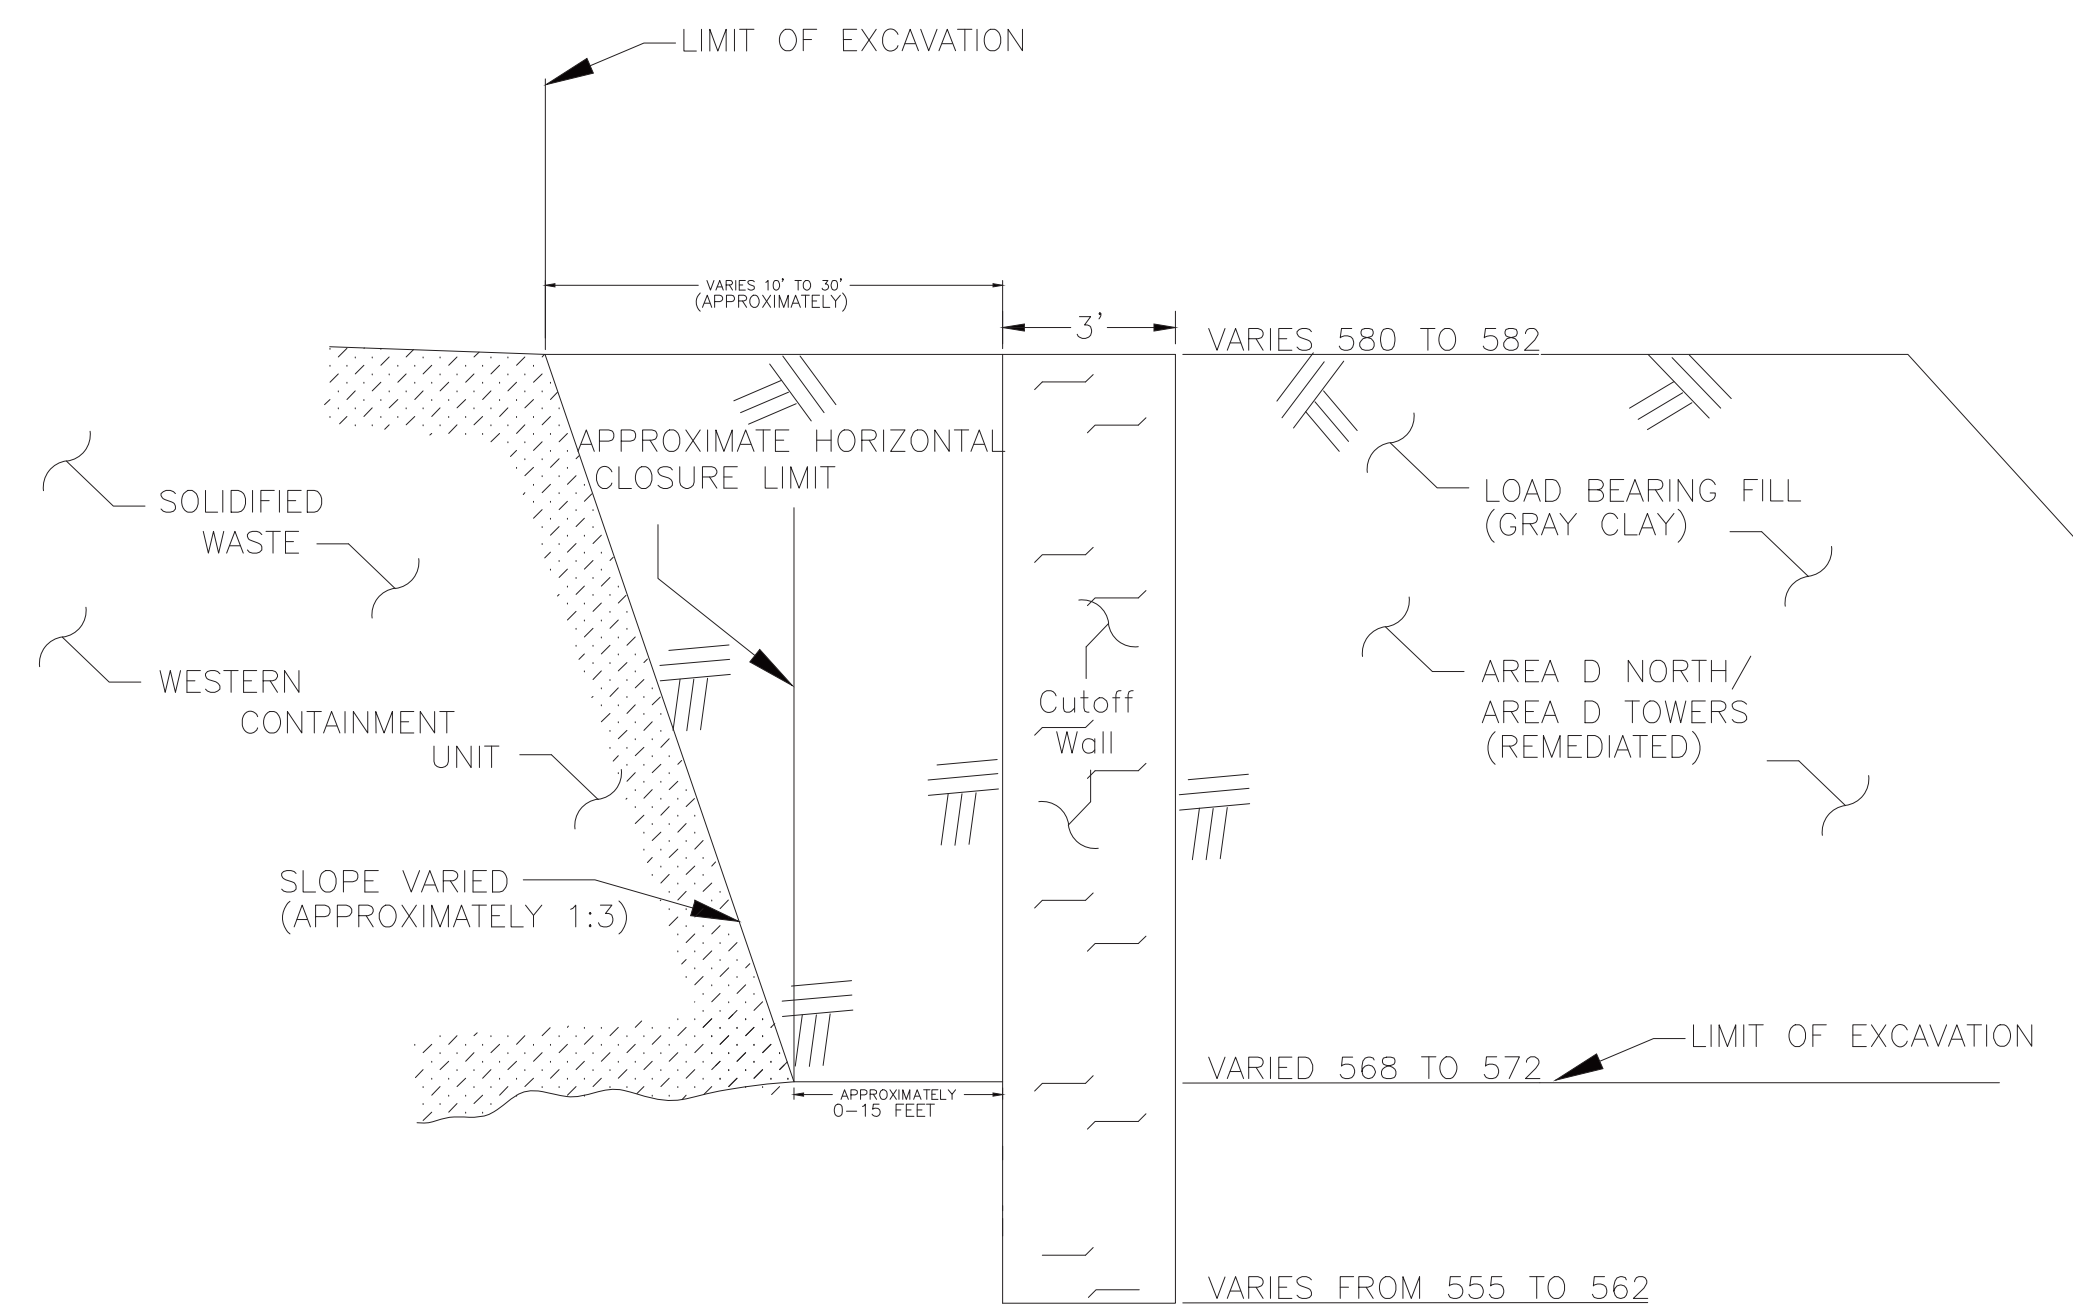 LIMIT OF EXCAVATION
VARIES 10' TO 30'
(APPROXIMATELY)
3'
VARIES 580 TO 582
APPROXIMATE HORIZONTAL
CLOSURE LIMIT
SOLIDIFIED
WASTE
LOAD BEARING FILL
(GRAY CLAY)
WESTERN
CONTAINMENT
UNIT
Cutoff
Wall
AREA D NORTH/
AREA D TOWERS
(REMEDIATED)
SLOPE VARIED
(APPROXIMATELY 1:3)
LIMIT OF EXCAVATION
VARIED 568 TO 572
APPROXIMATELY
0-15 FEET
VARIES FROM 555 TO 562